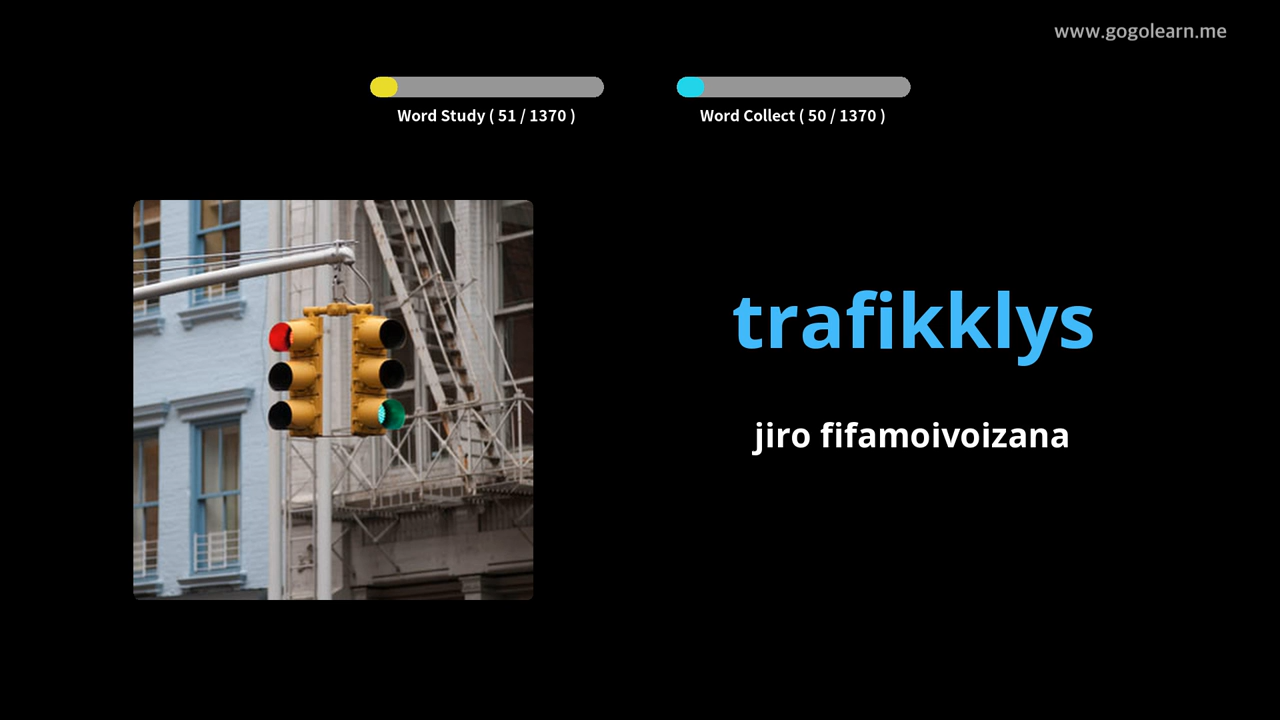 www.gogolearn.me
Word Study ( 51 / 1370 )
Word Collect ( 50 / 1370 )
trafikklys
jiro fifamoivoizana